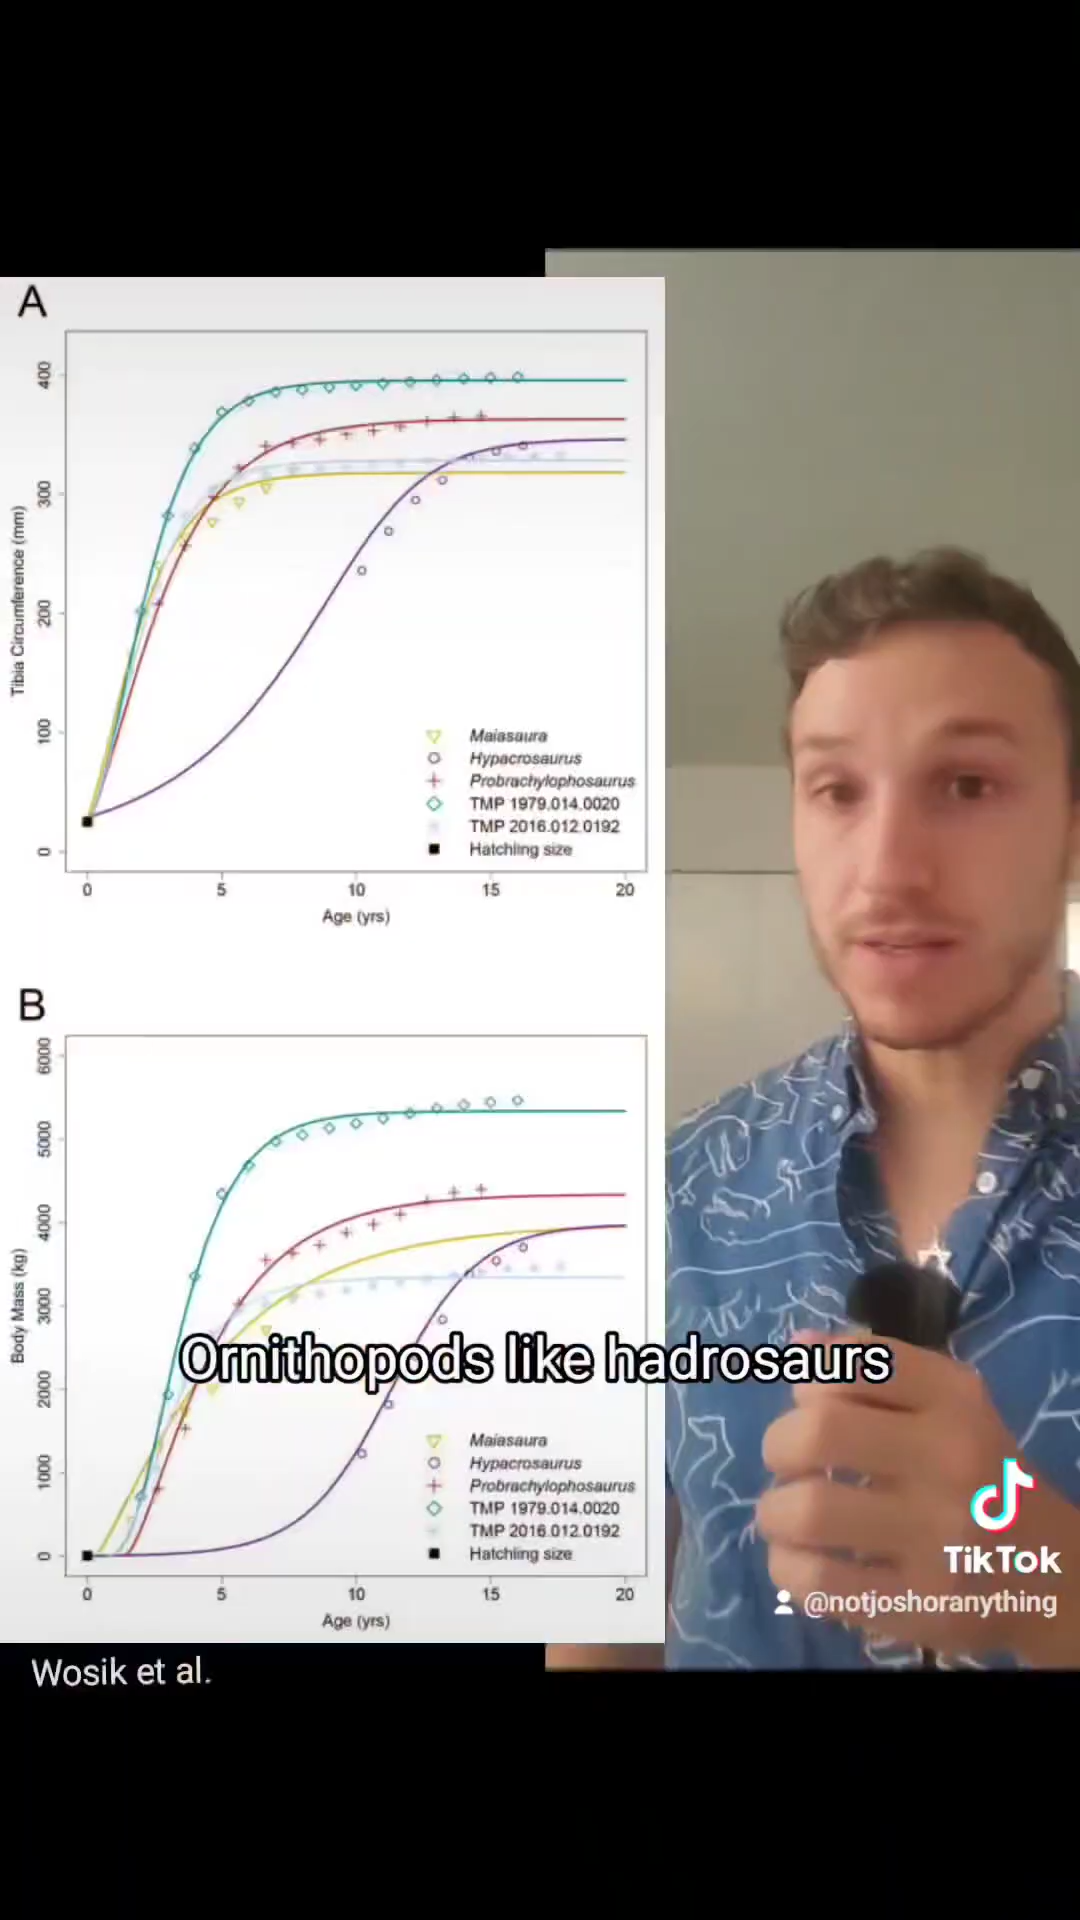 A
400
300
200
100
0
Tibia Circumference (mm)
Maiasaura
Hypacrosaurus
Probrachylophosaurus
TMP 1979.014.0020
TMP 2016.012.0192
Hatchling size
0 5 10 15 20
Age (yrs)
B
6000
5000
4000
3000
2000
1000
0
Body Mass (kg)
Ornithopods like hadrosaurs
Maiasaura
Hypacrosaurus
Probrachylophosaurus
TMP 1979.014.0020
TMP 2016.012.0192
Hatchling size
0 5 10 15 20
Age (yrs)
TikTok
@notjoshoranything
Wosik et al.